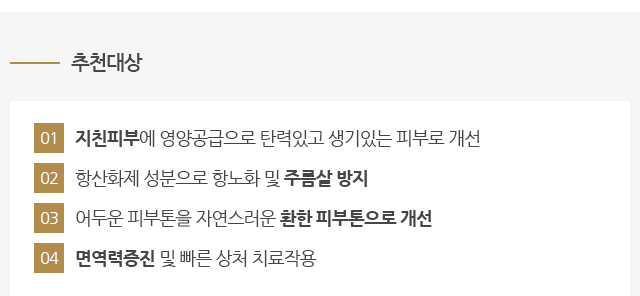 추천대상
01 지친피부에 영양공급으로 탄력있고 생기있는 피부로 개선
02 항산화제 성분으로 항노화 및 주름살 방지
03 어두운 피부톤을 자연스러운 환한 피부톤으로 개선
04 면역력증진 및 빠른 상처 치료작용